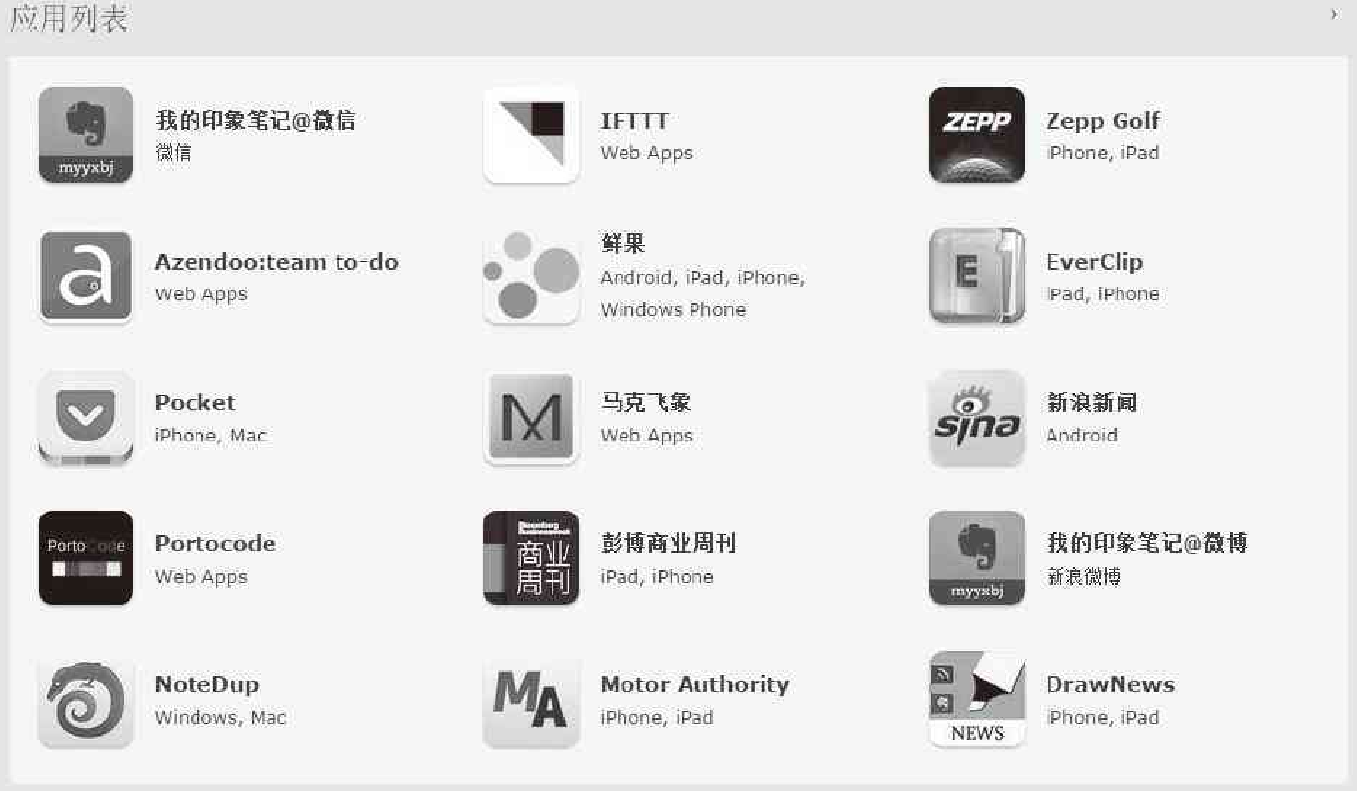 应用列表
我的印象笔记@微信
微信
myyxbj
IFTTT
Web Apps
ZEPP
Zepp Golf
iPhone, iPad
a
Azendoo:team to-do
Web Apps
鲜果
Android, iPad, iPhone,
Windows Phone
E
EverClip
iPad, iPhone
Pocket
iPhone, Mac
M
马克飞象
Web Apps
sina
新浪新闻
Android
PortoCode
Portocode
Web Apps
Bloomberg
Businessweek
商业
周刊
彭博商业周刊
iPad, iPhone
myyxbj
我的印象笔记@微博
新浪微博
NoteDup
Windows, Mac
MA
Motor Authority
iPhone, iPad
NEWS
DrawNews
iPhone, iPad